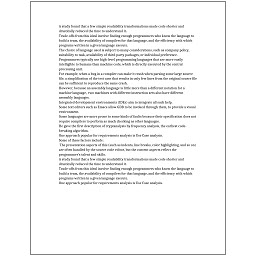 A study found that a few simple readability transformations made code shorter and
drastically reduced the time to understand it.
Trade-offs from this ideal involve finding enough programmers who know the language to
build a team, the availability of compilers for that language, and the efficiency with which
programs written in a given language execute.
The choice of language used is subject to many considerations, such as company policy,
suitability to task, availability of third-party packages, or individual preference.
Programmers typically use high-level programming languages that are more easily
intelligible to humans than machine code, which is directly executed by the central
processing unit.
For example, when a bug in a compiler can make it crash when parsing some large source
file, a simplification of the test case that results in only few lines from the original source file
can be sufficient to reproduce the same crash.
However, because an assembly language is little more than a different notation for a
machine language, two machines with different instruction sets also have different
assembly languages.
Integrated development environments (IDEs) aim to integrate all such help.
Some text editors such as Emacs allow GDB to be invoked through them, to provide a visual
environment.
Some languages are more prone to some kinds of faults because their specification does not
require compilers to perform as much checking as other languages.
He gave the first description of cryptanalysis by frequency analysis, the earliest code-
breaking algorithm.
One approach popular for requirements analysis is Use Case analysis.
Some of these factors include:
The presentation aspects of this (such as indents, line breaks, color highlighting, and so on)
are often handled by the source code editor, but the content aspects reflect the
programmer's talent and skills.
A study found that a few simple readability transformations made code shorter and
drastically reduced the time to understand it.
Trade-offs from this ideal involve finding enough programmers who know the language to
build a team, the availability of compilers for that language, and the efficiency with which
programs written in a given language execute.
One approach popular for requirements analysis is Use Case analysis.